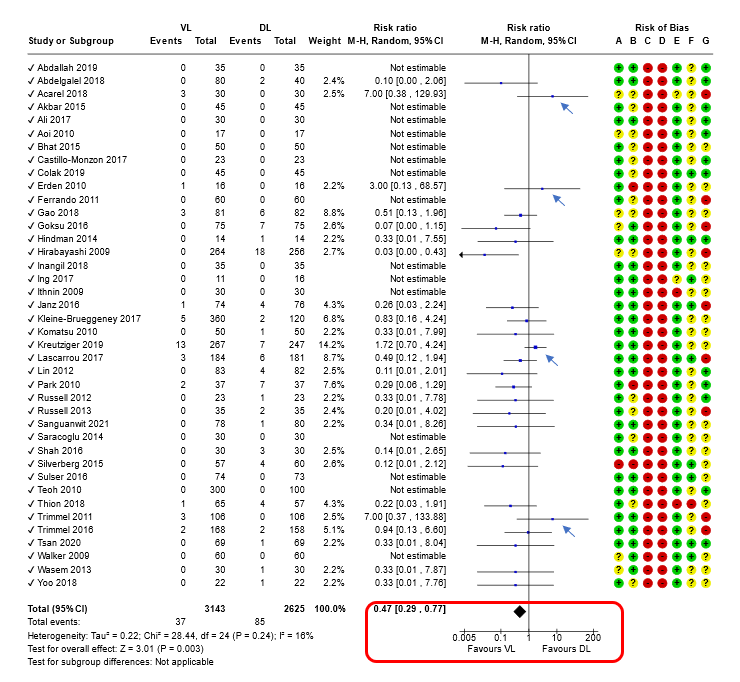 VL DL Risk ratio Risk ratio Risk of Bias
Study or Subgroup Events Total Events Total Weight M-H, Random, 95% CI M-H, Random, 95% CI A B C D E F G
✓ Abdallah 2019 0 35 0 35 Not estimable
✓ Abdelgalel 2018 0 80 2 40 2.4% 0.10 [0.00 , 2.06]
✓ Acarel 2018 3 30 0 30 2.5% 7.00 [0.38 , 129.93]
✓ Akbar 2015 0 45 0 45 Not estimable
✓ Ali 2017 0 30 0 30 Not estimable
✓ Aoi 2010 0 17 0 17 Not estimable
✓ Bhat 2015 0 50 0 50 Not estimable
✓ Castillo-Monzon 2017 0 23 0 23 Not estimable
✓ Colak 2019 0 45 0 45 Not estimable
✓ Erden 2010 1 16 0 16 2.2% 3.00 [0.13 , 68.57]
✓ Ferrando 2011 0 60 0 60 Not estimable
✓ Gao 2018 3 81 6 82 8.8% 0.51 [0.13 , 1.96]
✓ Goksu 2016 0 75 7 75 2.6% 0.07 [0.00 , 1.15]
✓ Hindman 2014 0 14 1 14 2.2% 0.33 [0.01 , 7.55]
✓ Hirabayashi 2009 0 264 18 256 2.7% 0.03 [0.00 , 0.43]
✓ Inangil 2018 0 35 0 35 Not estimable
✓ Ing 2017 0 11 0 16 Not estimable
✓ Ithnin 2009 0 30 0 30 Not estimable
✓ Janz 2016 1 74 4 76 4.3% 0.26 [0.03 , 2.24]
✓ Kleine-Brueggeney 2017 5 360 2 120 6.8% 0.83 [0.16 , 4.24]
✓ Komatsu 2010 0 50 1 50 2.2% 0.33 [0.01 , 7.99]
✓ Kreutziger 2019 13 267 7 247 14.2% 1.72 [0.70 , 4.24]
✓ Lascarrou 2017 3 184 6 181 8.7% 0.49 [0.12 , 1.94]
✓ Lin 2012 0 83 4 82 2.5% 0.11 [0.01 , 2.01]
✓ Park 2010 2 37 7 37 7.6% 0.29 [0.06 , 1.29]
✓ Russell 2012 0 23 1 23 2.2% 0.33 [0.01 , 7.78]
✓ Russell 2013 0 35 2 35 2.4% 0.20 [0.01 , 4.02]
✓ Sanguanwit 2021 0 78 1 80 2.2% 0.34 [0.01 , 8.26]
✓ Saracoglu 2014 0 30 0 30 Not estimable
✓ Shah 2016 0 30 3 30 2.5% 0.14 [0.01 , 2.65]
✓ Silverberg 2015 0 57 4 60 2.6% 0.12 [0.01 , 2.12]
✓ Sulser 2016 0 74 0 73 Not estimable
✓ Teoh 2010 0 300 0 100 Not estimable
✓ Thion 2018 1 65 4 57 4.3% 0.22 [0.03 , 1.91]
✓ Trimmel 2011 3 106 0 106 2.5% 7.00 [0.37 , 133.88]
✓ Trimmel 2016 2 168 2 158 5.1% 0.94 [0.13 , 6.60]
✓ Tsan 2020 0 69 1 69 2.2% 0.33 [0.01 , 8.04]
✓ Walker 2009 0 60 0 60 Not estimable
✓ Wasem 2013 0 30 1 30 2.2% 0.33 [0.01 , 7.87]
✓ Yoo 2018 0 22 1 22 2.2% 0.33 [0.01 , 7.76]
Total (95% CI) 3143 2625 100.0% 0.47 [0.29 , 0.77]
Total events: 37 85
Heterogeneity: Tau² = 0.22; Chi² = 28.44, df = 24 (P = 0.24); I² = 16% 0.005 0.1 1 10 200
Test for overall effect: Z = 3.01 (P = 0.003) Favours VL Favours DL
Test for subgroup differences: Not applicable